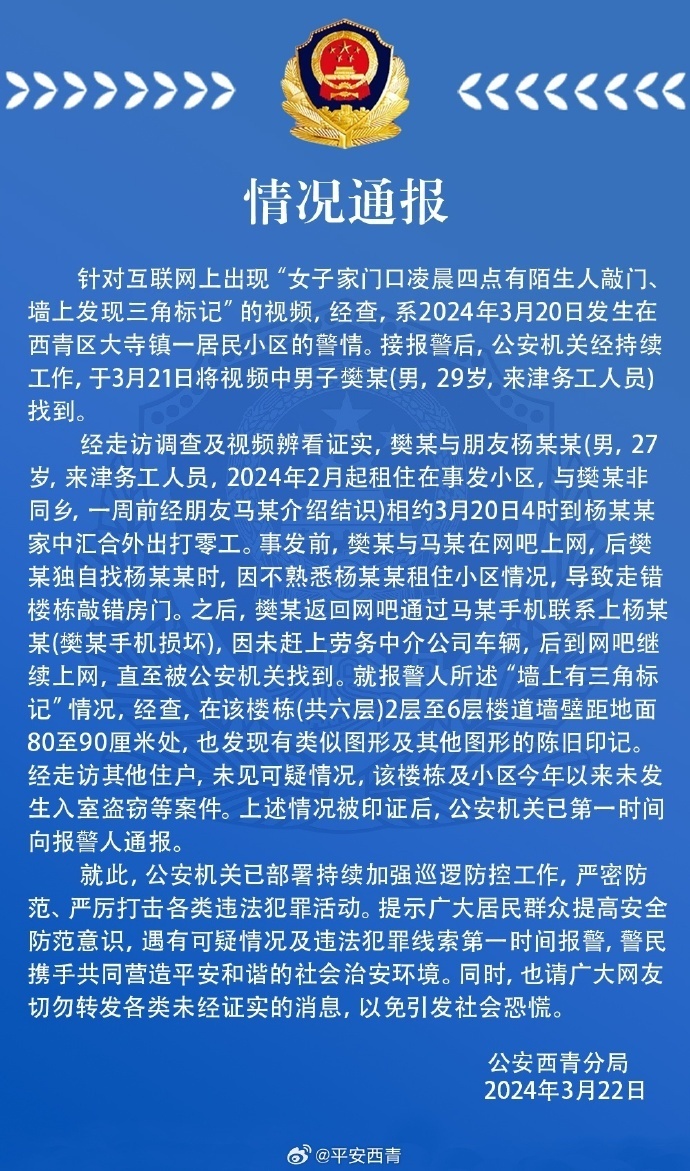 情况通报
针对互联网上出现“女子家门口凌晨四点有陌生人敲门、
墙上发现三角标记”的视频，经查，系2024年3月20日发生在
西青区大寺镇一居民小区的警情。接报警后，公安机关经持续
工作，于3月21日将视频中男子樊某(男，29岁，来津务工人员)
找到。
经走访调查及视频辨看证实，樊某与朋友杨某某(男，27
岁，来津务工人员，2024年2月起租住在事发小区，与樊某非
同乡，一周前经朋友马某介绍结识)相约3月20日4时到杨某某
家中汇合外出打零工。事发前，樊某与马某在网吧上网，后樊
某独自找杨某某时，因不熟悉杨某某租住小区情况，导致走错
楼栋敲错房门。之后，樊某返回网吧通过马某手机联系上杨某
某(樊某手机损坏)，因未赶上劳务中介公司车辆，后到网吧继
续上网，直至被公安机关找到。就报警人所述“墙上有三角标
记”情况，经查，在该楼栋(共六层)2层至6层楼道墙壁距地面
80至90厘米处，也发现有类似图形及其他图形的陈旧印记。
经走访其他住户，未见可疑情况，该楼栋及小区今年以来未发
生入室盗窃等案件。上述情况被印证后，公安机关已第一时间
向报警人通报。
就此，公安机关已部署持续加强巡逻防控工作，严密防
范、严厉打击各类违法犯罪活动。提示广大居民群众提高安全
防范意识，遇有可疑情况及违法犯罪线索第一时间报警，警民
携手共同营造平安和谐的社会治安环境。同时，也请广大网友
切勿转发各类未经证实的消息，以免引发社会恐慌。
公安西青分局
2024年3月22日
@平安西青